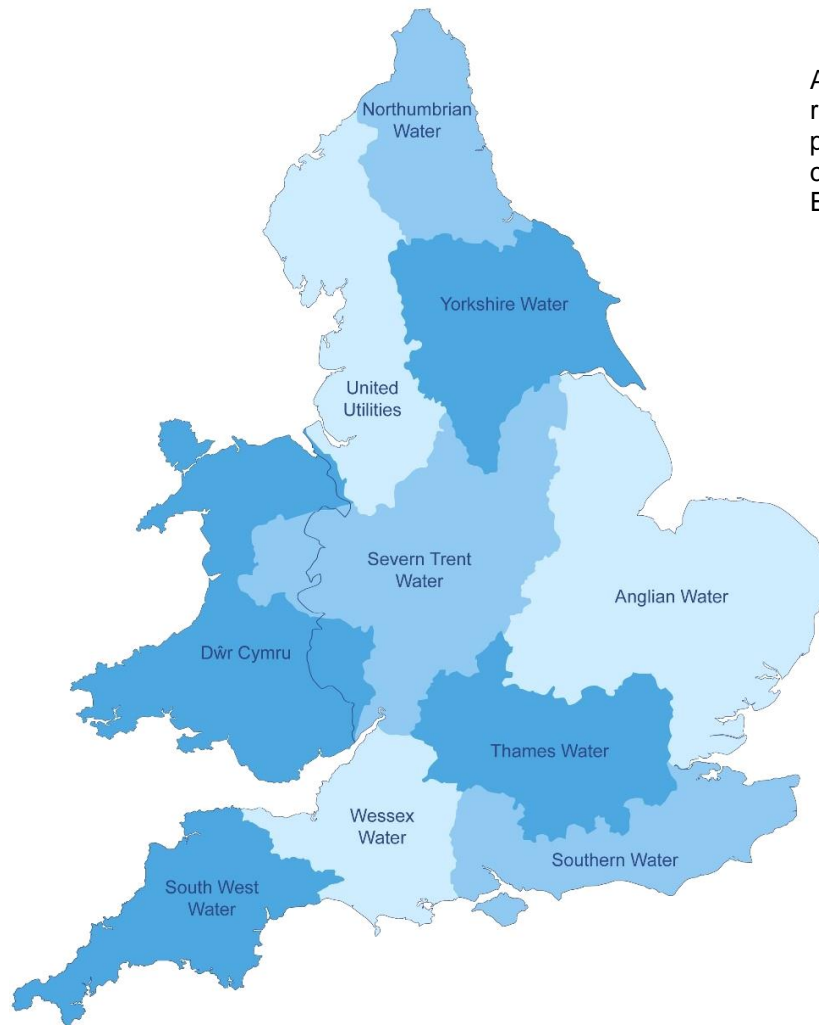 Northumbrian
Water
Yorkshire Water
United
Utilities
Severn Trent
Water
Anglian Water
Dŵr Cymru
Thames Water
Wessex
Water
Southern Water
South West
Water